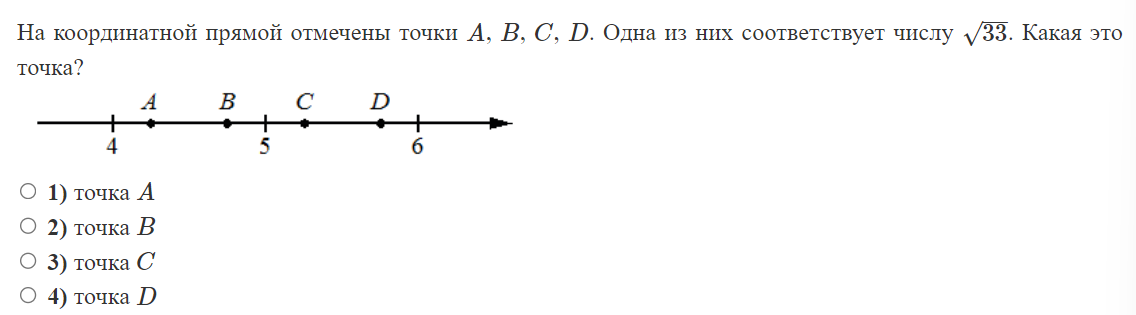 На координатной прямой отмечены точки A, B, C, D. Одна из них соответствует числу √33. Какая это
точка?
A B C D
4 5 6
1) точка A
2) точка B
3) точка C
4) точка D